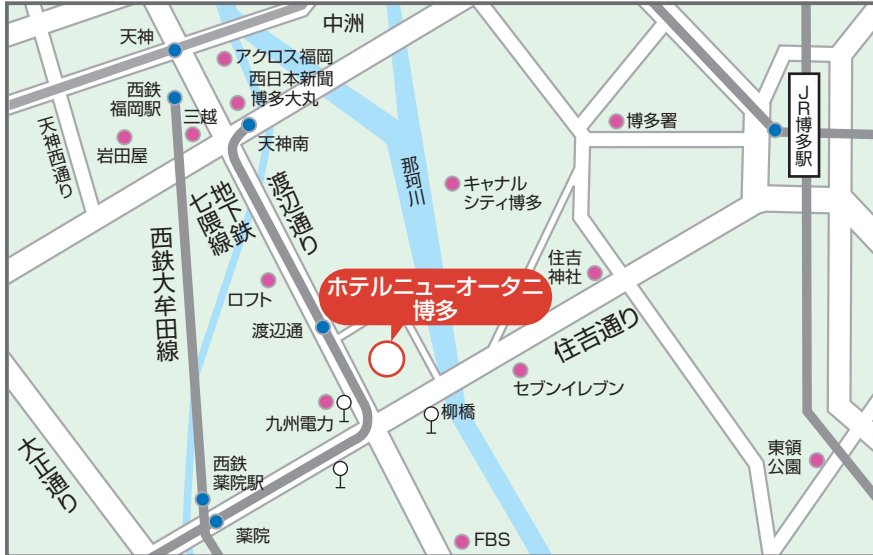 中洲
天神
アクロス福岡
西日本新聞
博多大丸
西鉄
福岡駅
三越
天神南
岩田屋
天神西通り
博多署
JR博多駅
那珂川
キャナル
シティ博多
渡辺通り
地下鉄
七隈線
西鉄大牟田線
ロフト
住吉
神社
ホテルニューオータニ
博多
渡辺通
住吉通り
セブンイレブン
九州電力
柳橋
大正通り
西鉄
薬院駅
薬院
東領
公園
FBS